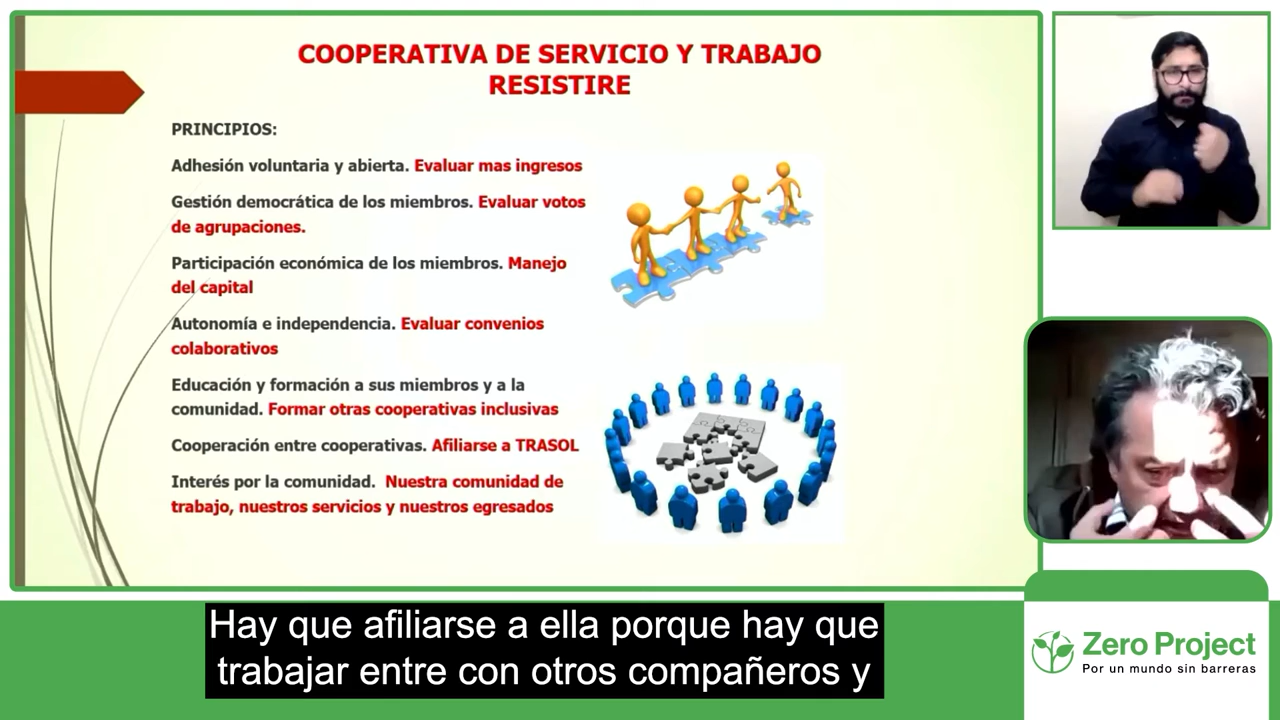 COOPERATIVA DE SERVICIO Y TRABAJO
RESISTIRE
PRINCIPIOS:
Adhesión voluntaria y abierta. Evaluar mas ingresos
Gestión democrática de los miembros. Evaluar votos
de agrupaciones.
Participación económica de los miembros. Manejo
del capital
Autonomía e independencia. Evaluar convenios
colaborativos
Educación y formación a sus miembros y a la
comunidad. Formar otras cooperativas inclusivas
Cooperación entre cooperativas. Afiliarse a TRASOL
Interés por la comunidad. Nuestra comunidad de
trabajo, nuestros servicios y nuestros egresados
Hay que afiliarse a ella porque hay que
trabajar entre con otros compañeros y
Zero Project
Por un mundo sin barreras